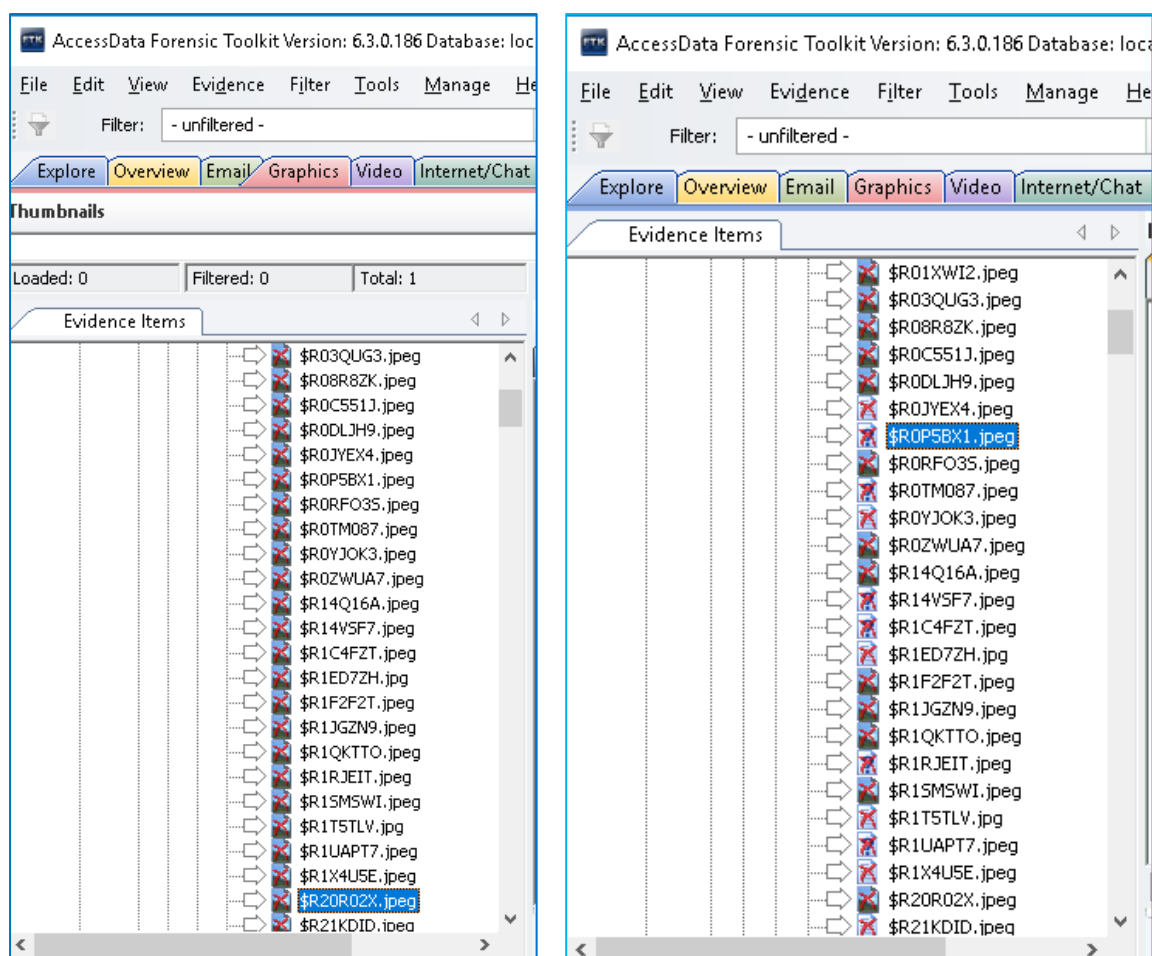 AccessData Forensic Toolkit Version: 6.3.0.186 Database: loc
File Edit View Evidence Filter Tools Manage He
Filter: - unfiltered -
Explore Overview Email Graphics Video Internet/Chat
Thumbnails
Loaded: 0 Filtered: 0 Total: 1
Evidence Items
$R03QUG3.jpeg
$R08R8ZK.jpeg
$R0C551J.jpeg
$R0DLJH9.jpeg
$R0JYEX4.jpeg
$R0P5BX1.jpeg
$R0RFO3S.jpeg
$R0TM087.jpeg
$R0YJOK3.jpeg
$R0ZWUA7.jpeg
$R14Q16A.jpeg
$R14VSF7.jpeg
$R1C4FZT.jpeg
$R1ED7ZH.jpg
$R1F2F2T.jpeg
$R1JGZN9.jpeg
$R1QKTTO.jpeg
$R1RJEIT.jpeg
$R1SMSWI.jpeg
$R1T5TLV.jpg
$R1UAPT7.jpeg
$R1X4U5E.jpeg
$R20R02X.jpeg
$R21KDID.jpeg
FTK AccessData Forensic Toolkit Version: 6.3.0.186 Database: loca
File Edit View Evidence Filter Tools Manage He
Filter: - unfiltered -
Explore Overview Email Graphics Video Internet/Chat
Evidence Items
$R01XWI2.jpeg
$R03QUG3.jpeg
$R08R8ZK.jpeg
$R0C551J.jpeg
$R0DLJH9.jpeg
$R0JYEX4.jpeg
$R0P5BX1.jpeg
$R0RFO3S.jpeg
$R0TM087.jpeg
$R0YJOK3.jpeg
$R0ZWUA7.jpeg
$R14Q16A.jpeg
$R14VSF7.jpeg
$R1C4FZT.jpeg
$R1ED7ZH.jpg
$R1F2F2T.jpeg
$R1JGZN9.jpeg
$R1QKTTO.jpeg
$R1RJEIT.jpeg
$R1SMSWI.jpeg
$R1T5TLV.jpg
$R1UAPT7.jpeg
$R1X4U5E.jpeg
$R20R02X.jpeg
$R21KDID.jpeg